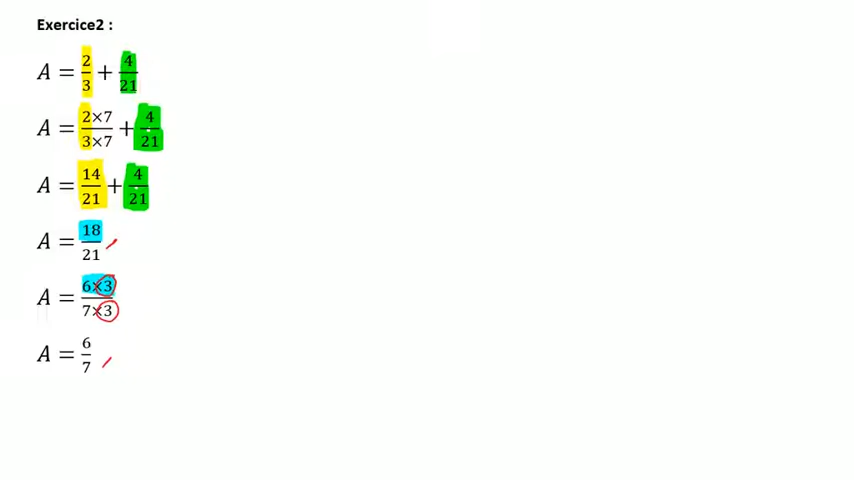 Exercice2 :
A = 2/3 + 4/21
A = 2×7/3×7 + 4/21
A = 14/21 + 4/21
A = 18/21
A = 6×3/7×3
A = 6/7